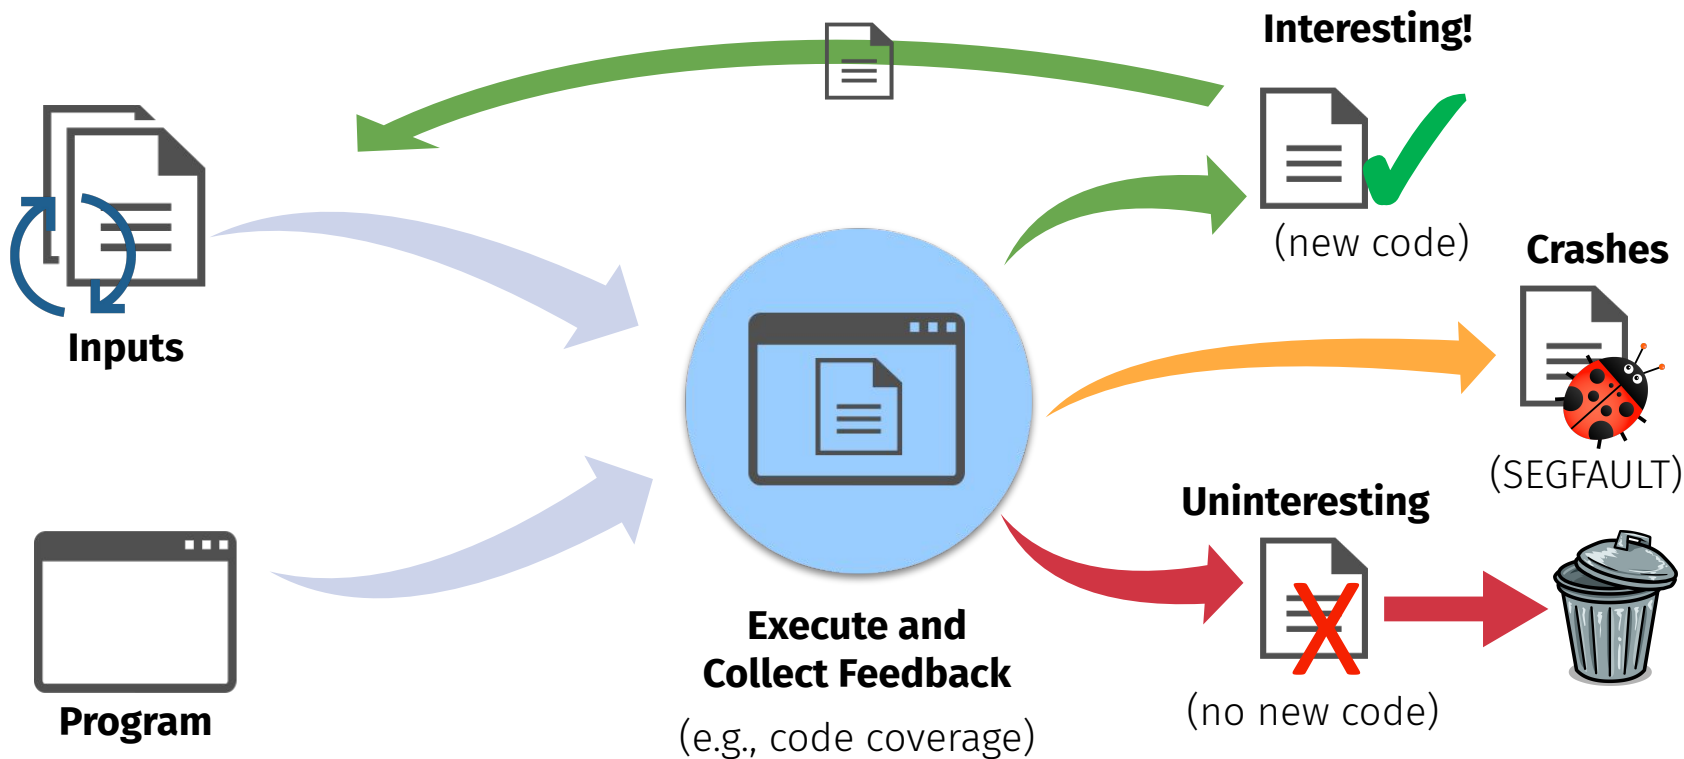 Interesting!
(new code)
Crashes
(SEGFAULT)
Inputs
Uninteresting
(no new code)
Execute and
Collect Feedback
(e.g., code coverage)
Program